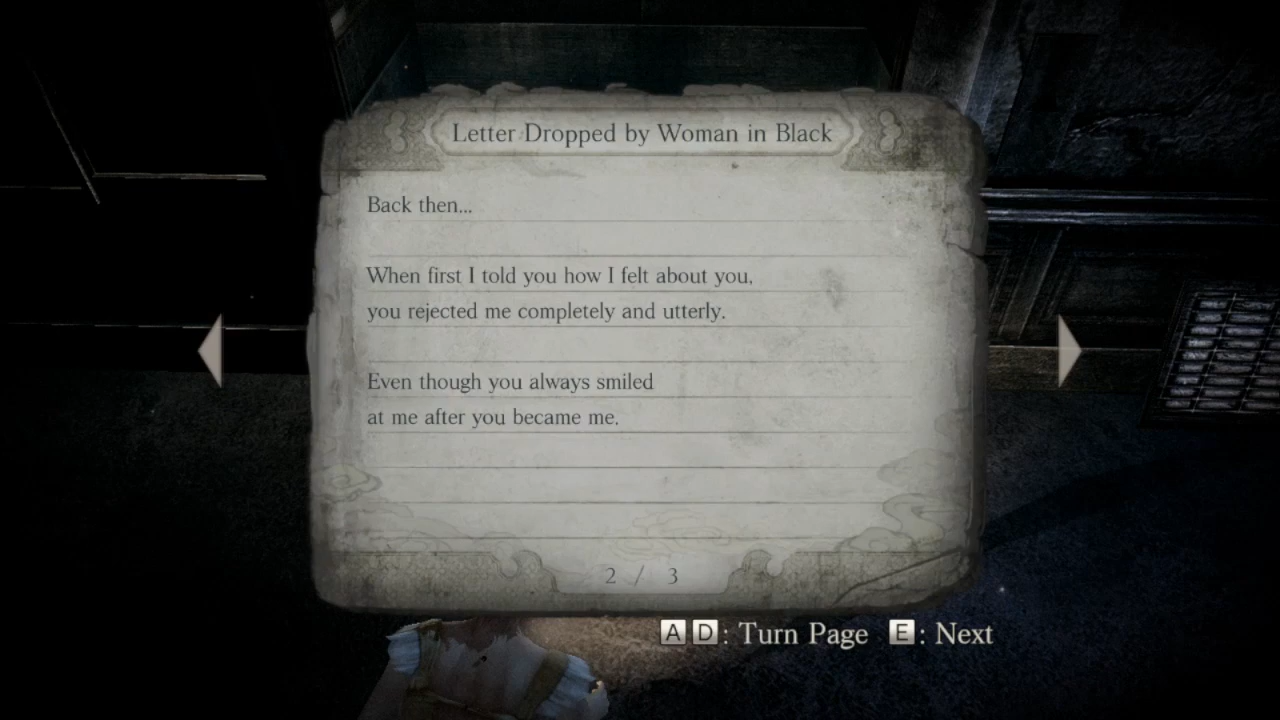 Letter Dropped by Woman in Black
Back then...
When first I told you how I felt about you,
you rejected me completely and utterly.
Even though you always smiled
at me after you became me.
2 / 3
A D : Turn Page E : Next